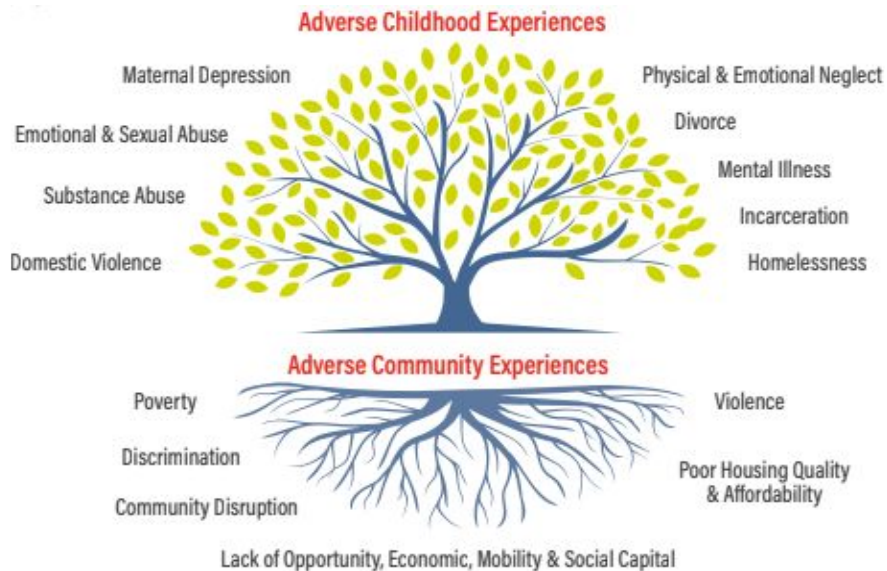 Adverse Childhood Experiences
Maternal Depression
Physical & Emotional Neglect
Emotional & Sexual Abuse
Divorce
Substance Abuse
Mental Illness
Domestic Violence
Incarceration
Homelessness
Adverse Community Experiences
Poverty
Violence
Discrimination
Poor Housing Quality
& Affordability
Community Disruption
Lack of Opportunity, Economic, Mobility & Social Capital